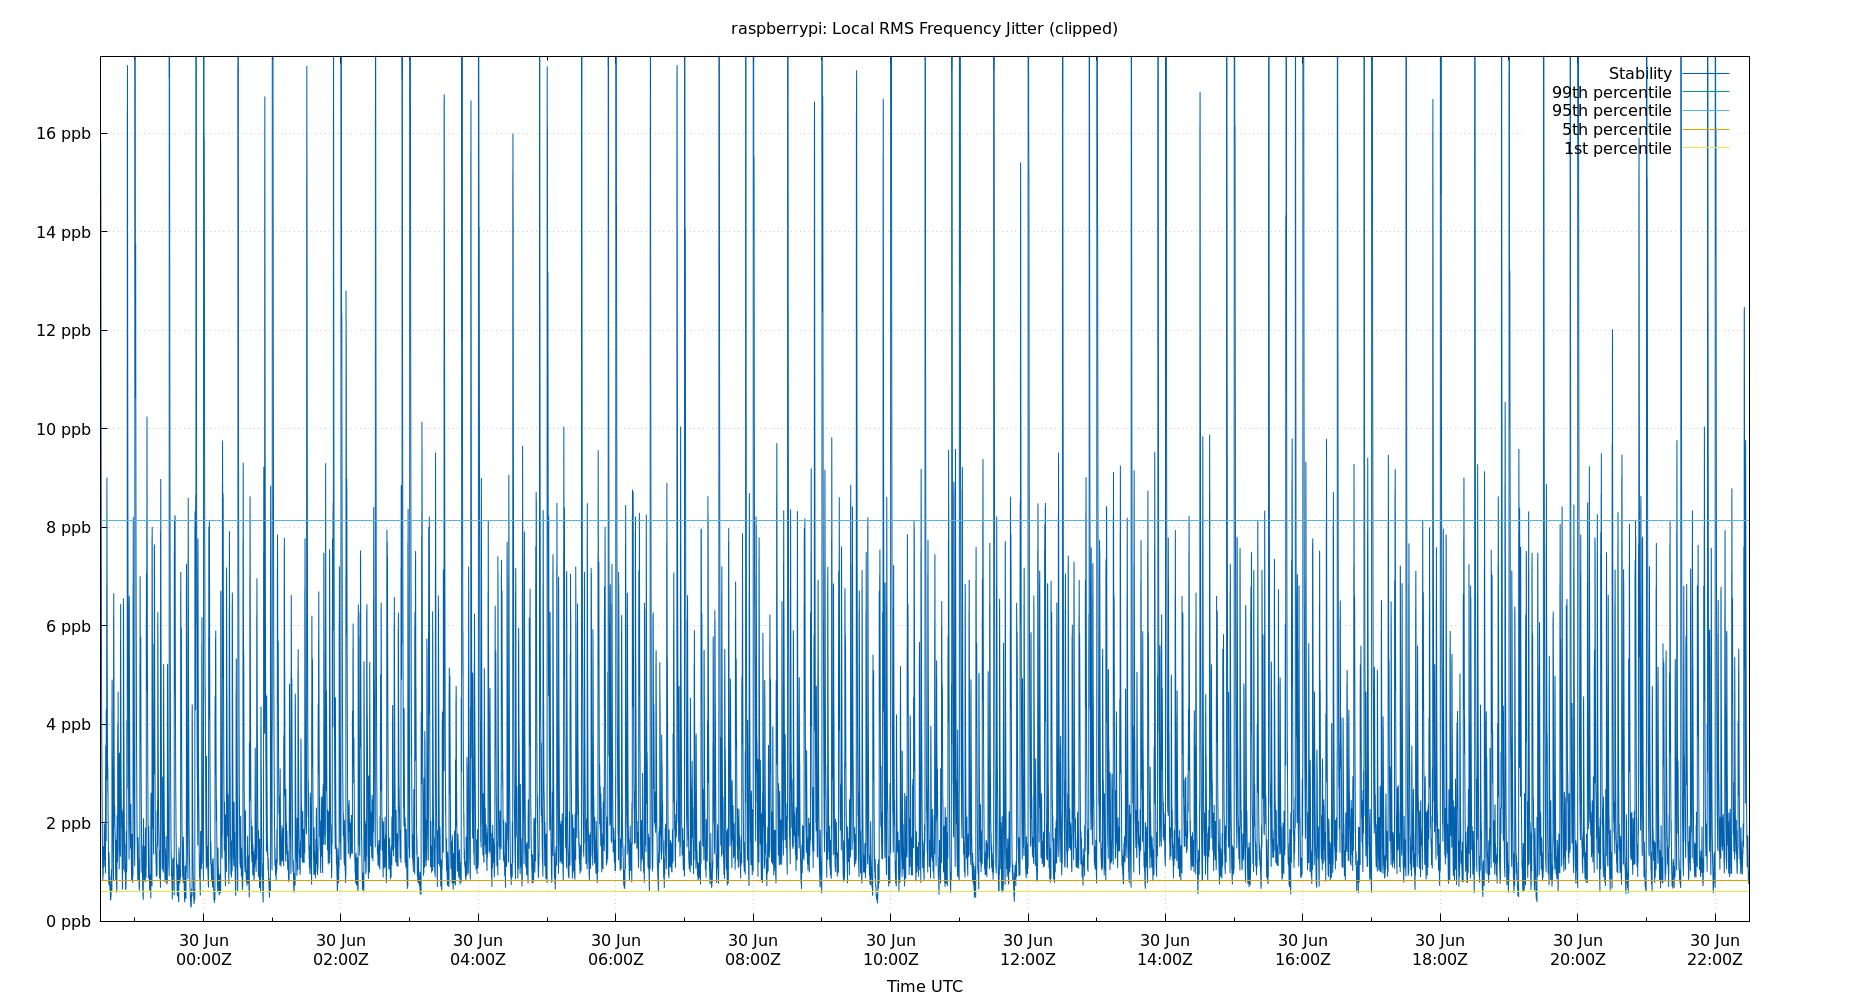 raspberrypi: Local RMS Frequency Jitter (clipped)
Stability
99th percentile
95th percentile
5th percentile
1st percentile
16 ppb
14 ppb
12 ppb
10 ppb
8 ppb
6 ppb
4 ppb
2 ppb
0 ppb
30 Jun 30 Jun 30 Jun 30 Jun 30 Jun 30 Jun 30 Jun 30 Jun 30 Jun 30 Jun 30 Jun 30 Jun
00:00Z 02:00Z 04:00Z 06:00Z 08:00Z 10:00Z 12:00Z 14:00Z 16:00Z 18:00Z 20:00Z 22:00Z
Time UTC